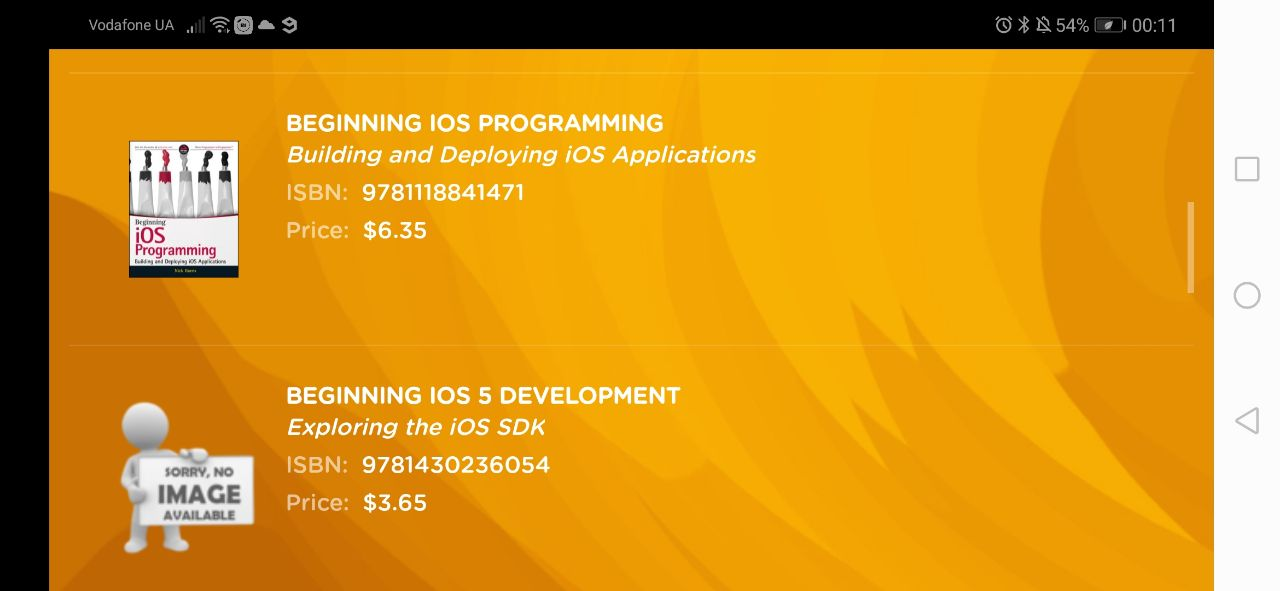 Vodafone UA
54%
00:11
BEGINNING IOS PROGRAMMING
Building and Deploying iOS Applications
ISBN: 9781118841471
Price: $6.35
Beginning
iOS
Programming
Building and Deploying iOS Applications
Nick Harris
BEGINNING IOS 5 DEVELOPMENT
Exploring the iOS SDK
ISBN: 9781430236054
Price: $3.65
SORRY, NO
IMAGE
AVAILABLE